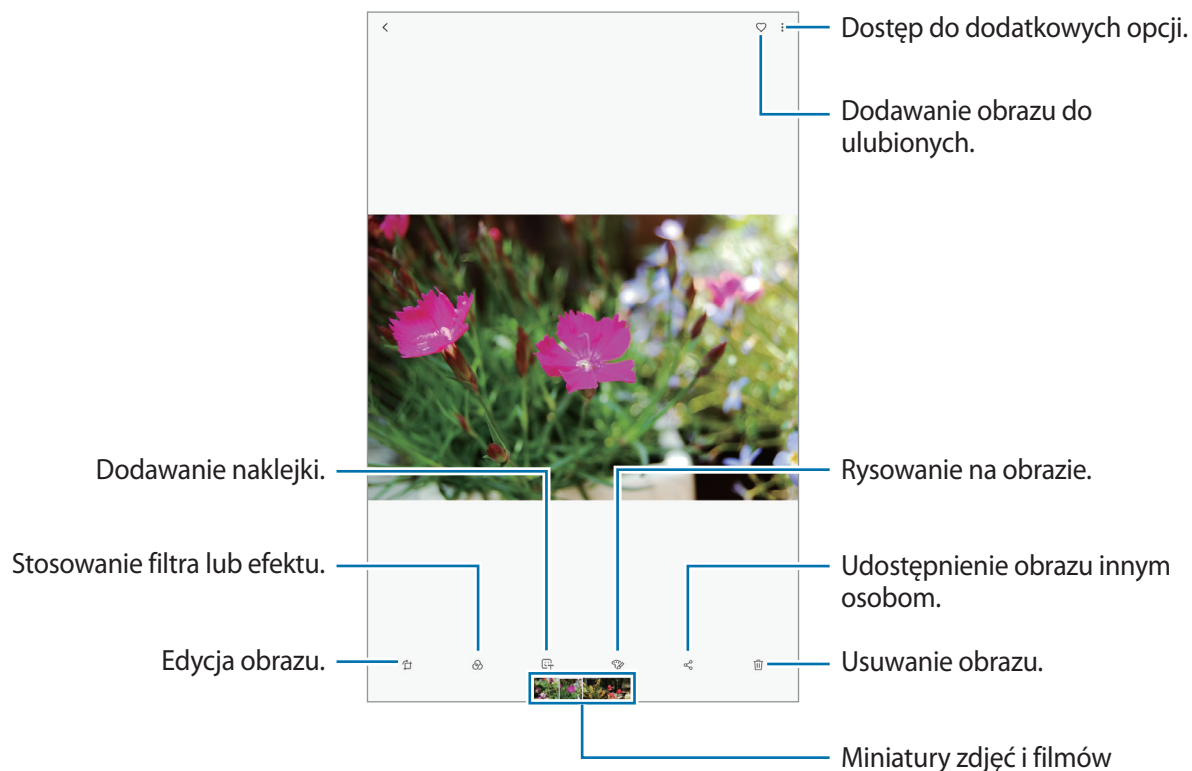 Dostęp do dodatkowych opcji.
Dodawanie obrazu do
ulubionych.
Dodawanie naklejki.
Rysowanie na obrazie.
Stosowanie filtra lub efektu.
Udostępnienie obrazu innym
osobom.
Edycja obrazu.
Usuwanie obrazu.
Miniatury zdjęć i filmów